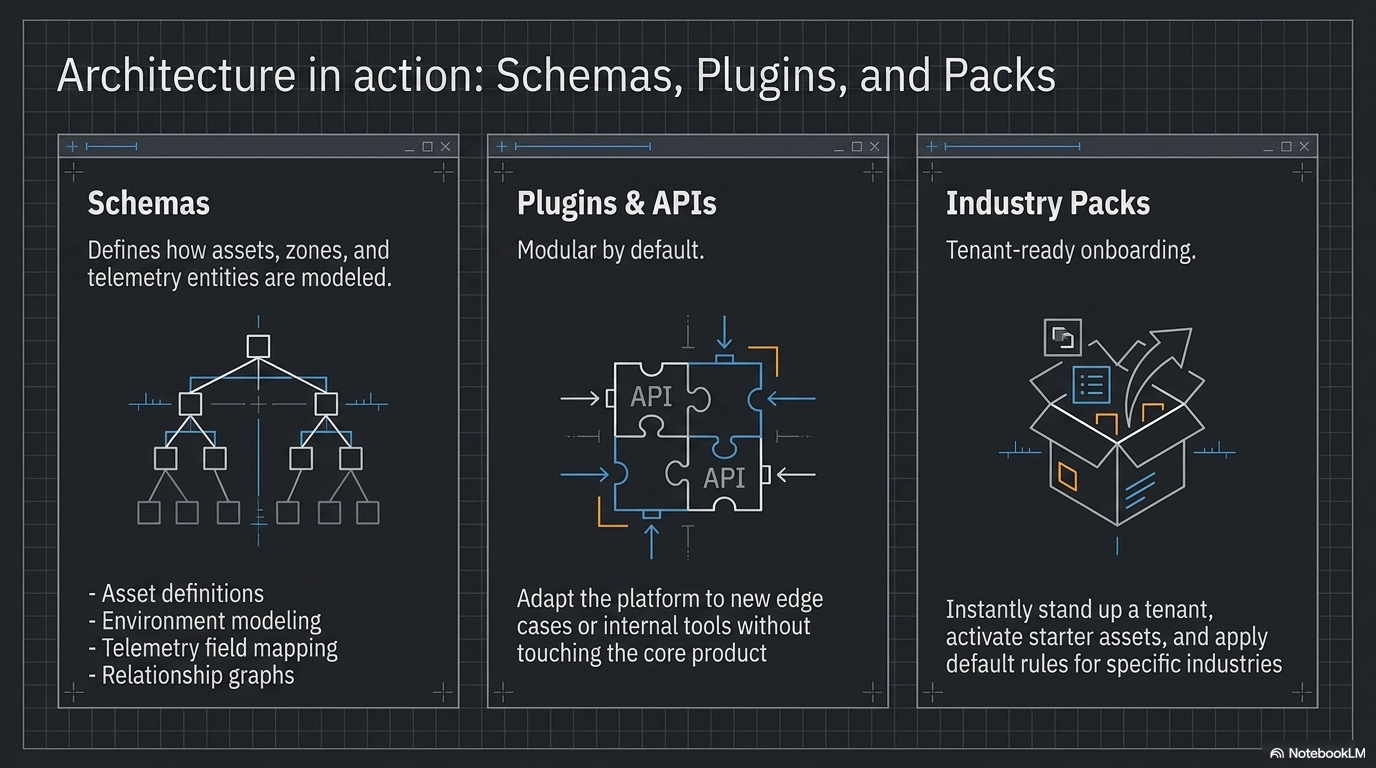 Architecture in action: Schemas, Plugins, and Packs
Schemas
Defines how assets, zones, and
telemetry entities are modeled.
- Asset definitions
- Environment modeling
- Telemetry field mapping
- Relationship graphs
Plugins & APIs
Modular by default.
API
API
Adapt the platform to new edge
cases or internal tools without
touching the core product
Industry Packs
Tenant-ready onboarding.
Instantly stand up a tenant,
activate starter assets, and apply
default rules for specific industries
NotebookLM